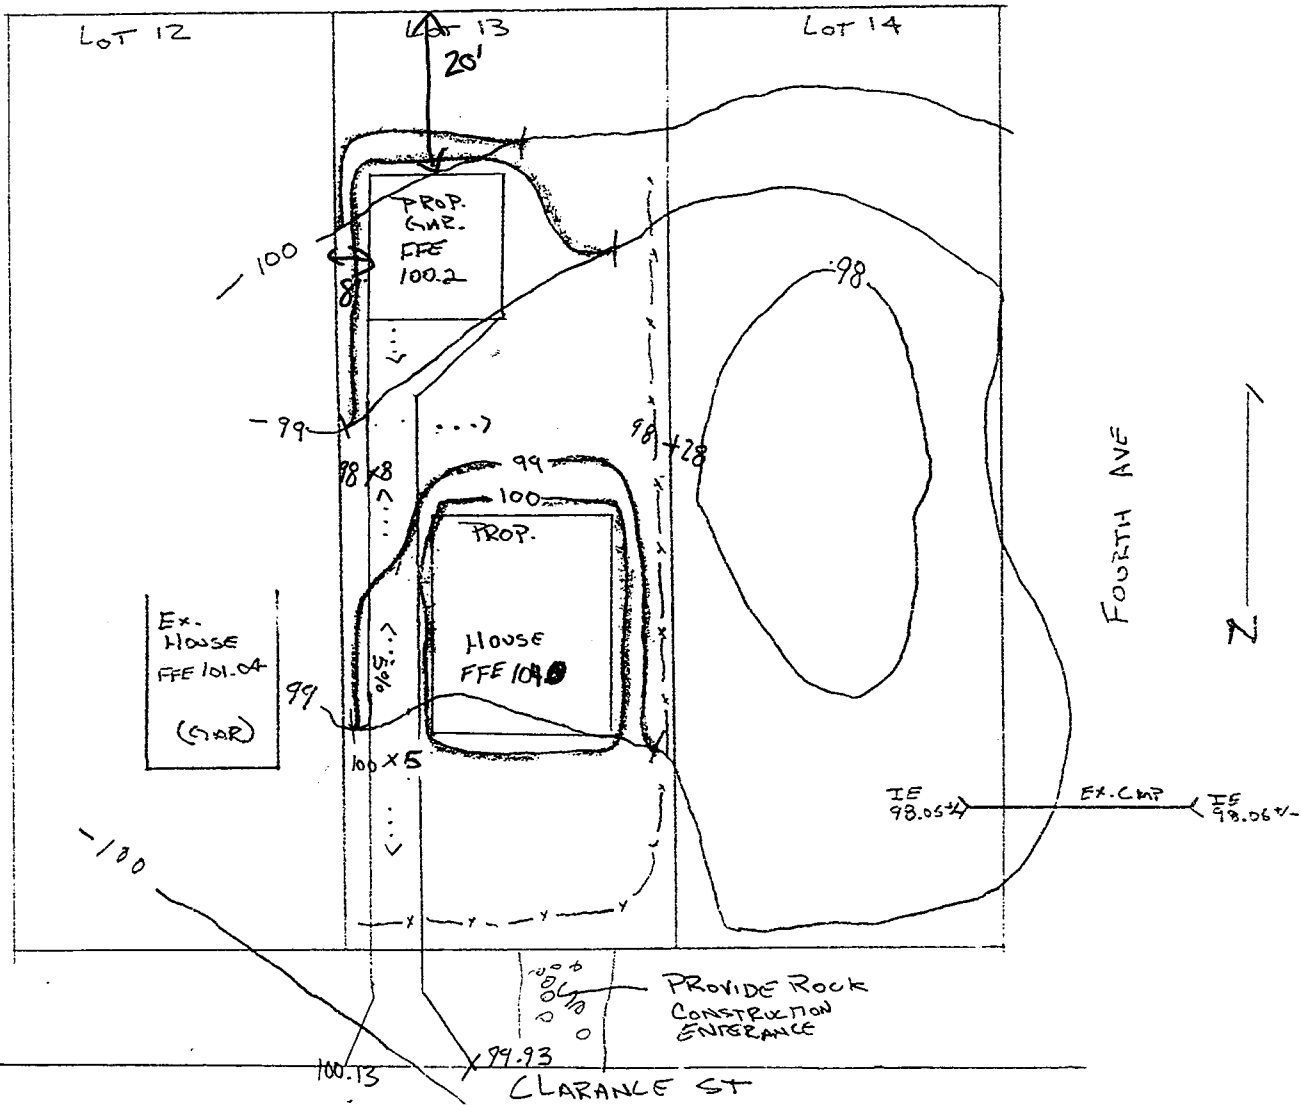 LOT 12
LOT 13
LOT 14
20'
PROP.
GAR.
FFE
100.2
- 100
8'
98
- 99
98 +28
98 x8
99
100
PROP.
HOUSE
EX.
HOUSE
FFE 101.04
(GAR)
5%
99
100 x 5
FOURTH AVE
Z
IE
98.05+/-
EX. CMP
IE
98.06+/-
-100
PROVIDE ROCK
CONSTRUCTION
ENTERANCE
100.13
99.93
CLARANCE ST